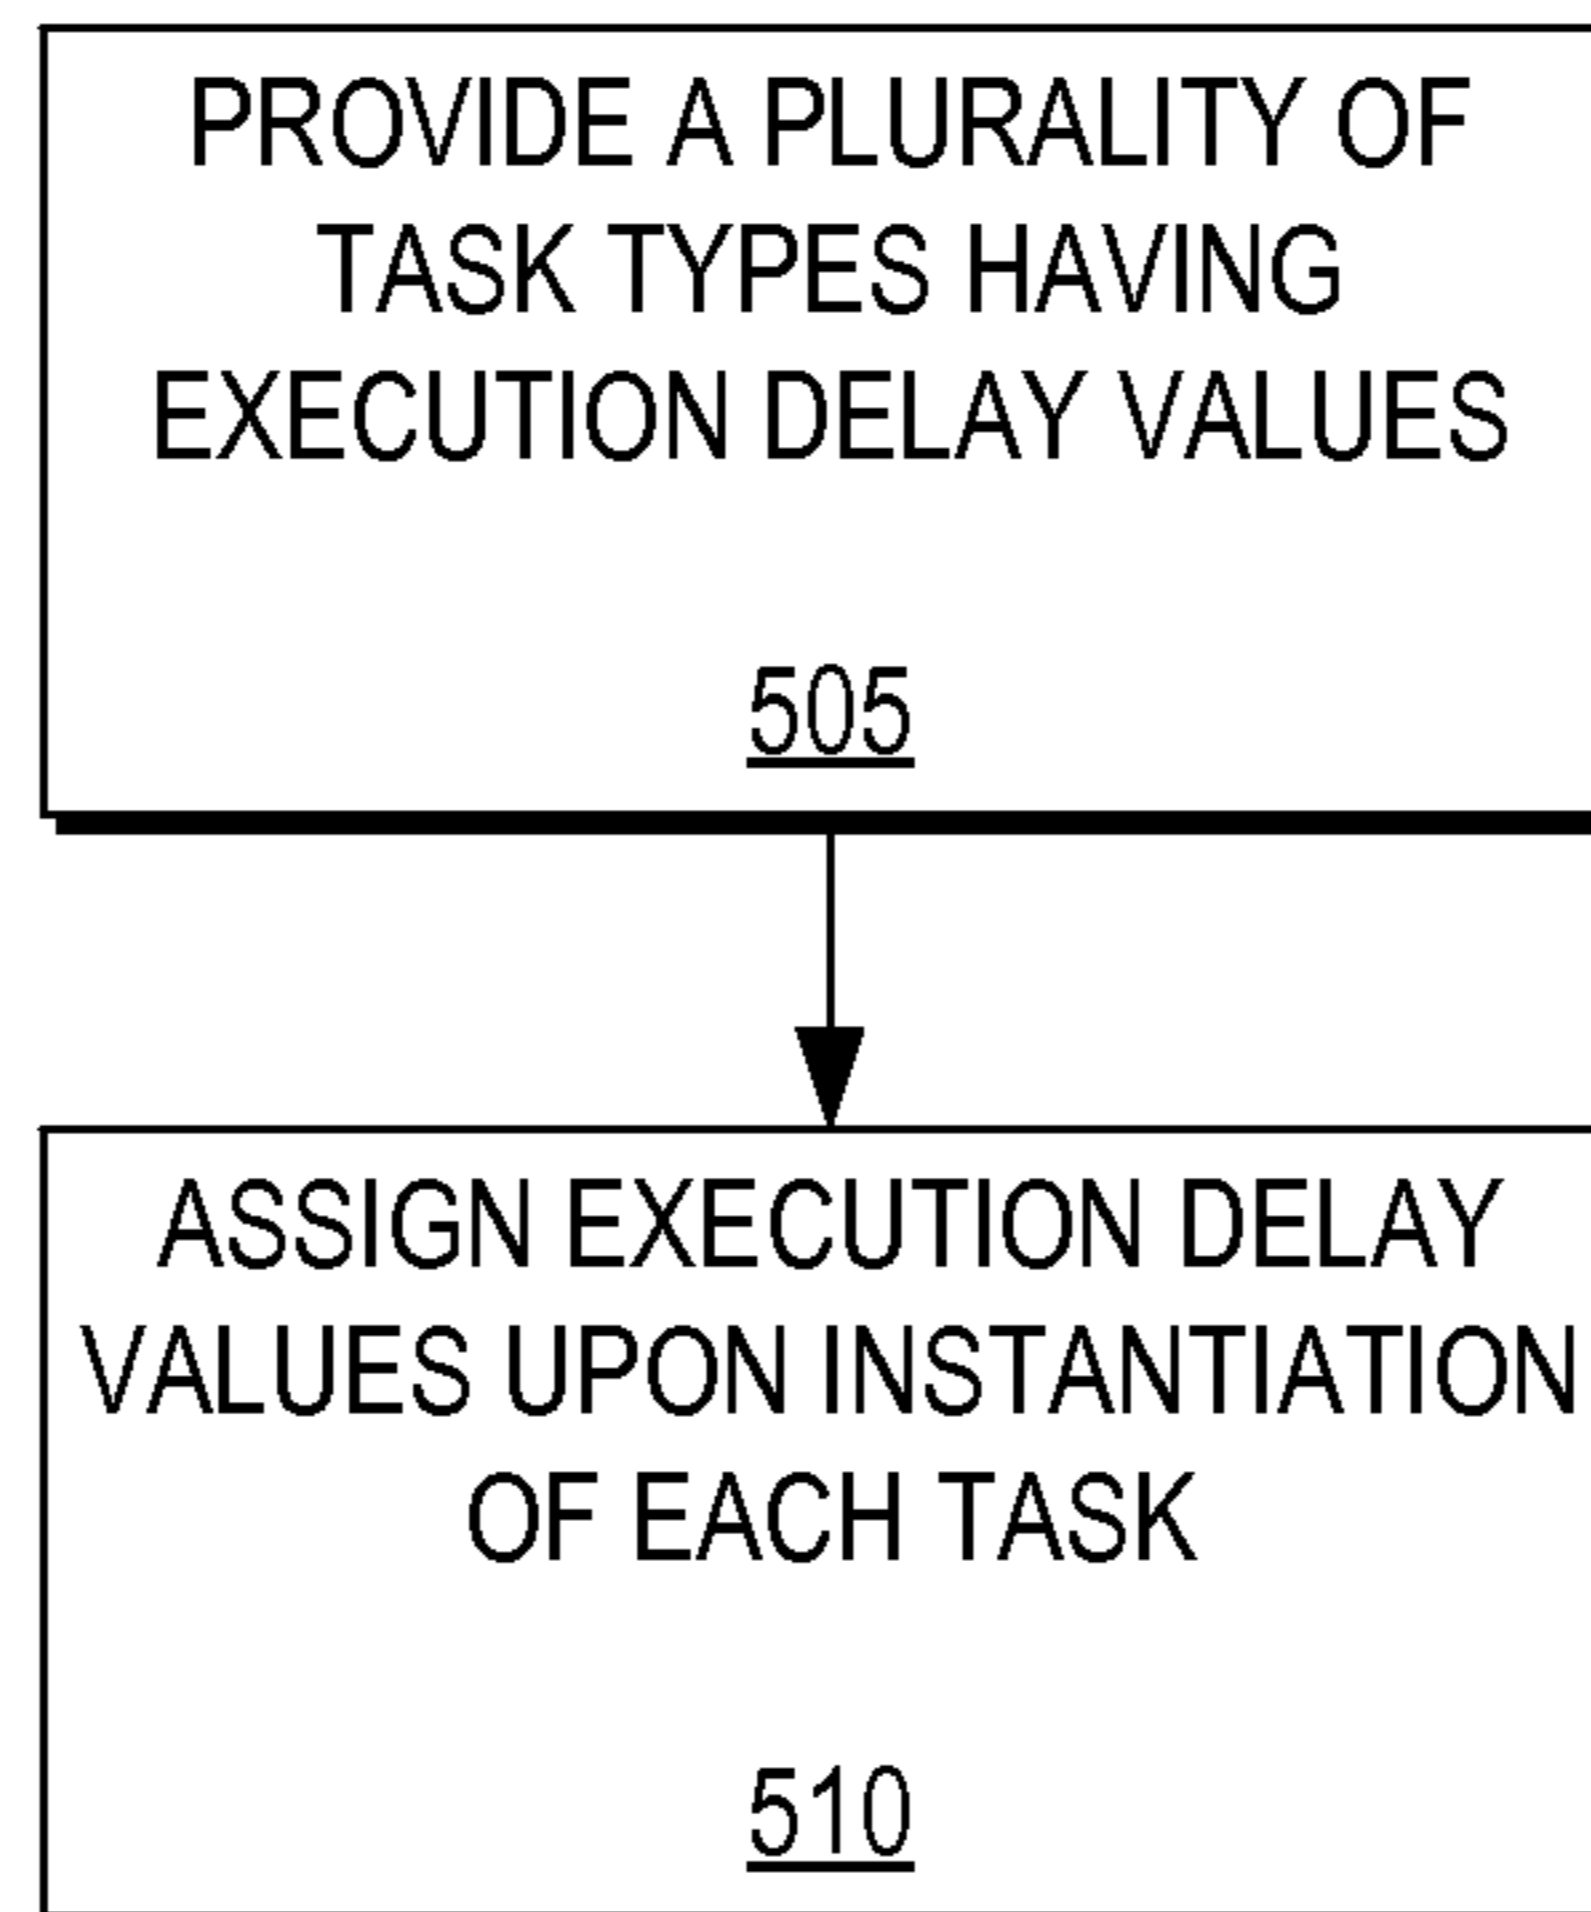 PROVIDE A PLURALITY OF
TASK TYPES HAVING
EXECUTION DELAY VALUES
505
ASSIGN EXECUTION DELAY
VALUES UPON INSTANTIATION
OF EACH TASK
510